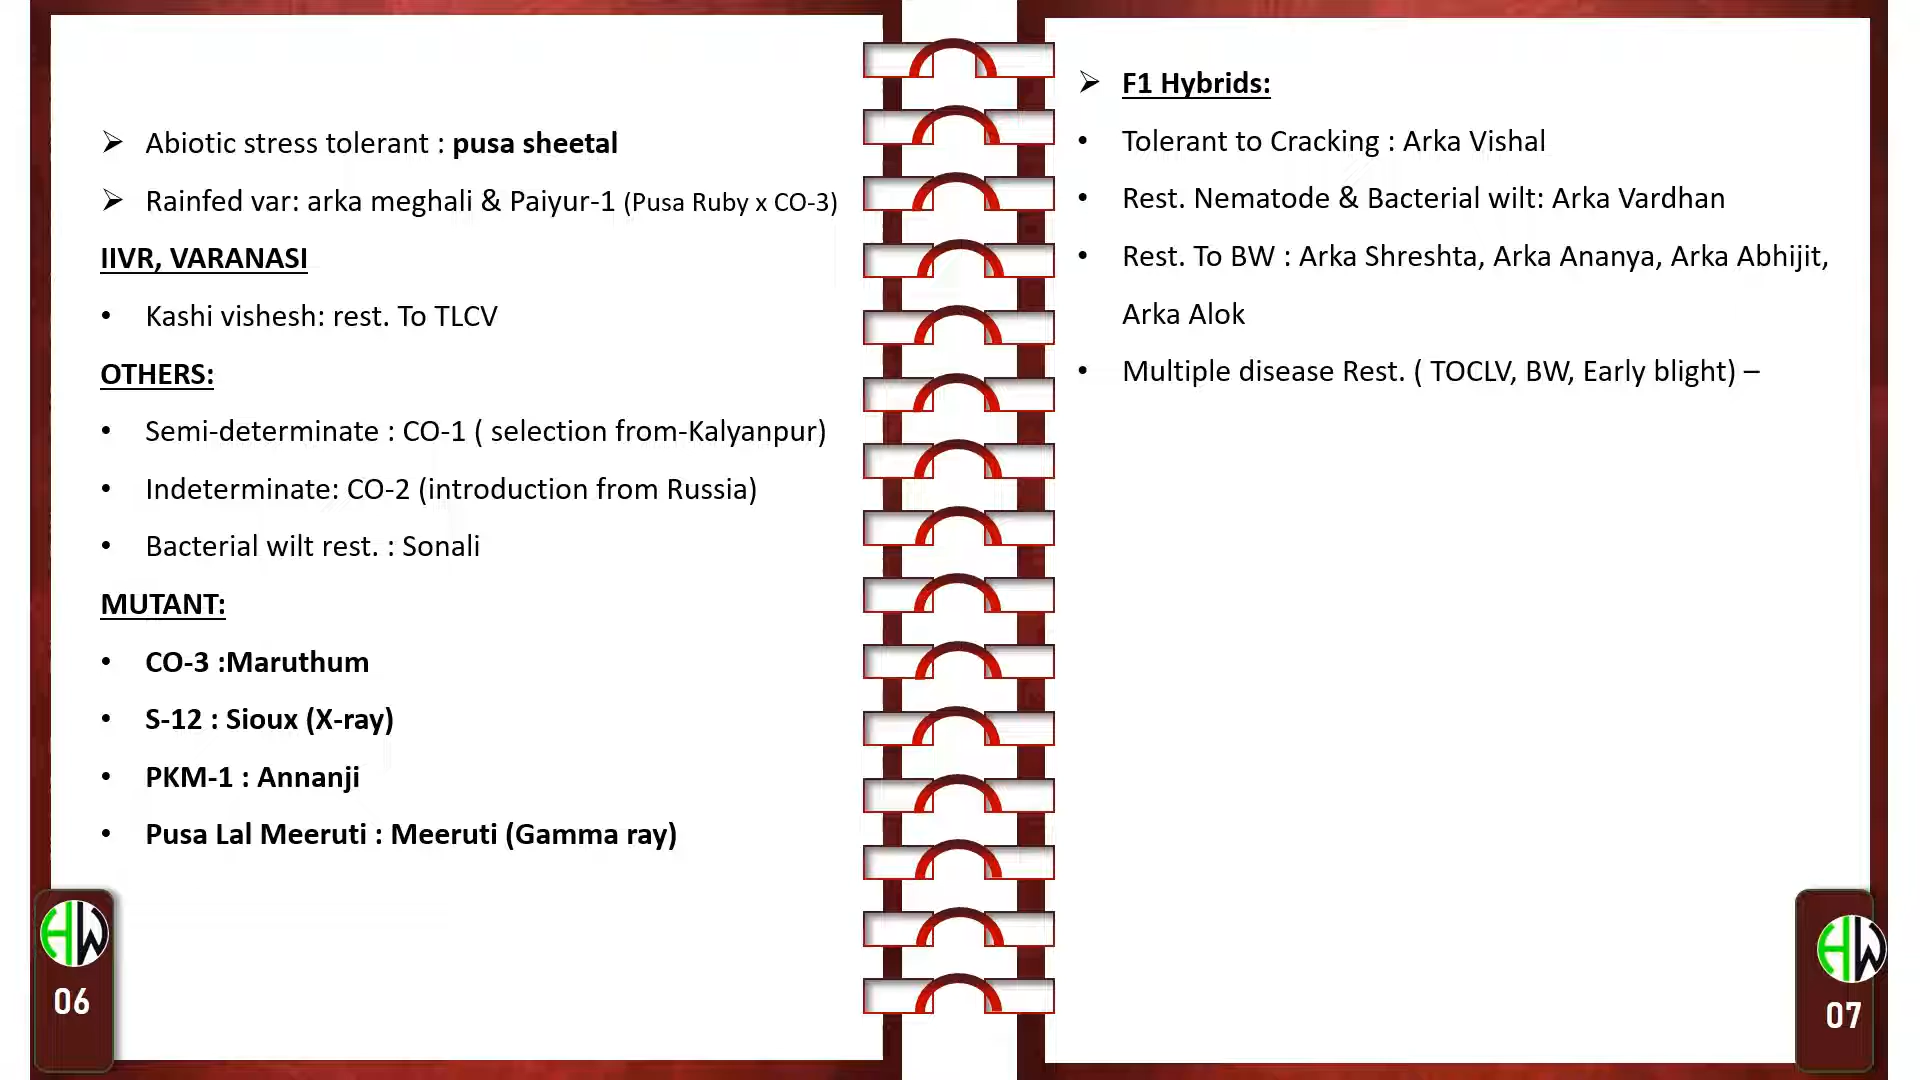 ➢ Abiotic stress tolerant : pusa sheetal
➢ Rainfed var: arka meghali & Paiyur-1 (Pusa Ruby x CO-3)
IIVR, VARANASI
• Kashi vishesh: rest. To TLCV
OTHERS:
• Semi-determinate : CO-1 ( selection from-Kalyanpur)
• Indeterminate: CO-2 (introduction from Russia)
• Bacterial wilt rest. : Sonali
MUTANT:
• CO-3 :Maruthum
• S-12 : Sioux (X-ray)
• PKM-1 : Annanji
• Pusa Lal Meeruti : Meeruti (Gamma ray)
HW
06
➢ F1 Hybrids:
• Tolerant to Cracking : Arka Vishal
• Rest. Nematode & Bacterial wilt: Arka Vardhan
• Rest. To BW : Arka Shreshta, Arka Ananya, Arka Abhijit,
Arka Alok
• Multiple disease Rest. ( TOCLV, BW, Early blight) –
HW
07